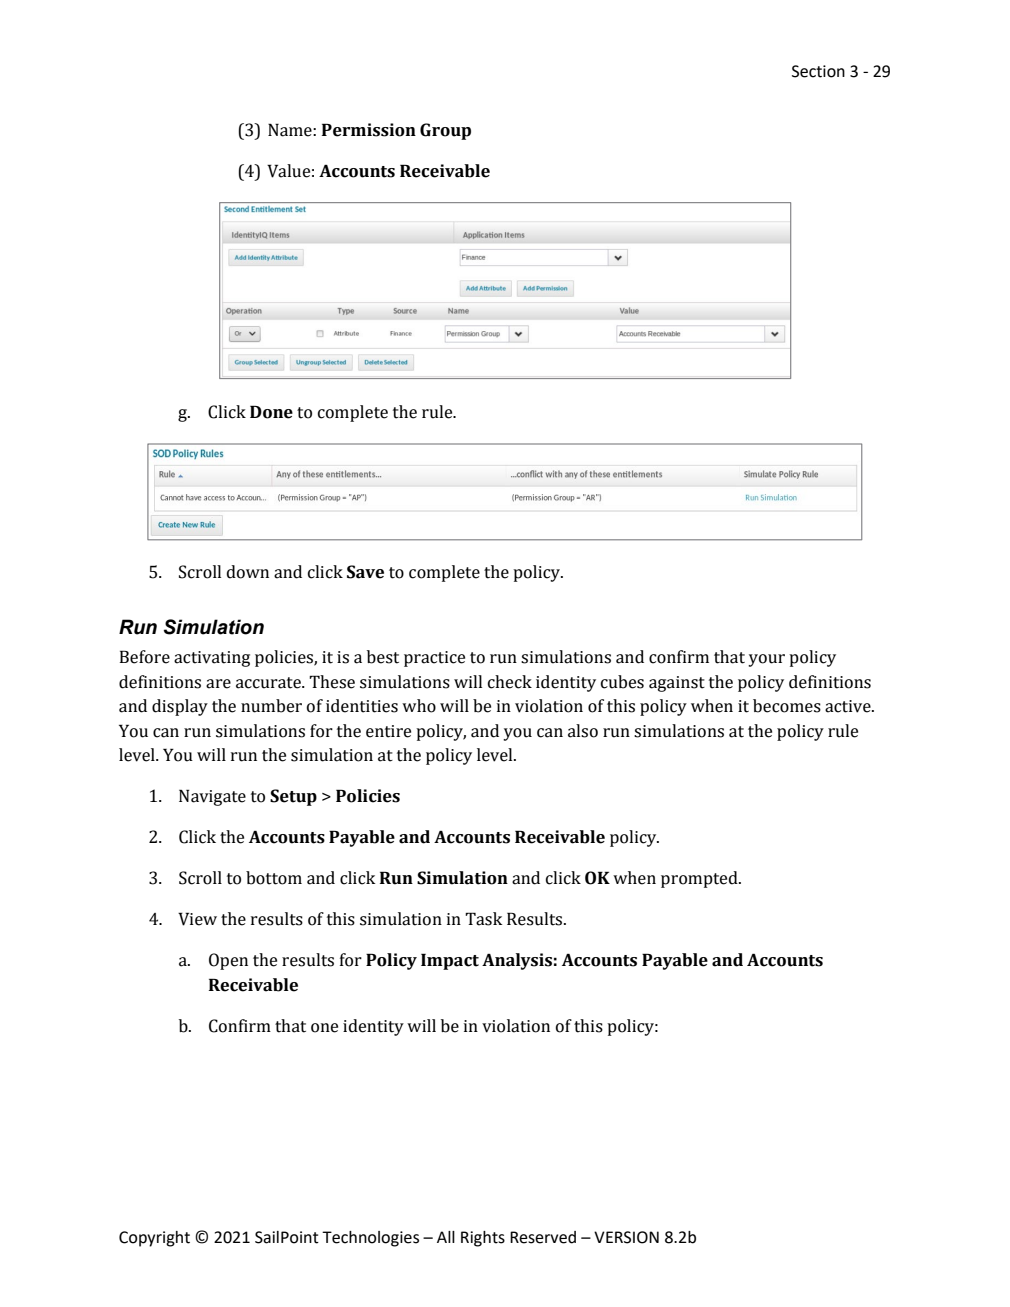 Section 3 - 29
(3) Name: Permission Group
(4) Value: Accounts Receivable
Second Entitlement Set
IdentityIQ Items Application Items
Add Identity Attribute Finance
Add Attribute Add Permission
Operation Type Source Name Value
Or Attribute Finance Permission Group Accounts Receivable
Group Selected Ungroup Selected Delete Selected
g. Click Done to complete the rule.
SOD Policy Rules
Rule Any of these entitlements... ...conflict with any of these entitlements Simulate Policy Rule
Cannot have access to Accoun... (Permission Group = "AP") (Permission Group = "AR") Run Simulation
Create New Rule
5. Scroll down and click Save to complete the policy.
Run Simulation
Before activating policies, it is a best practice to run simulations and confirm that your policy
definitions are accurate. These simulations will check identity cubes against the policy definitions
and display the number of identities who will be in violation of this policy when it becomes active.
You can run simulations for the entire policy, and you can also run simulations at the policy rule
level. You will run the simulation at the policy level.
1. Navigate to Setup > Policies
2. Click the Accounts Payable and Accounts Receivable policy.
3. Scroll to bottom and click Run Simulation and click OK when prompted.
4. View the results of this simulation in Task Results.
a. Open the results for Policy Impact Analysis: Accounts Payable and Accounts
Receivable
b. Confirm that one identity will be in violation of this policy:
Copyright © 2021 SailPoint Technologies – All Rights Reserved – VERSION 8.2b